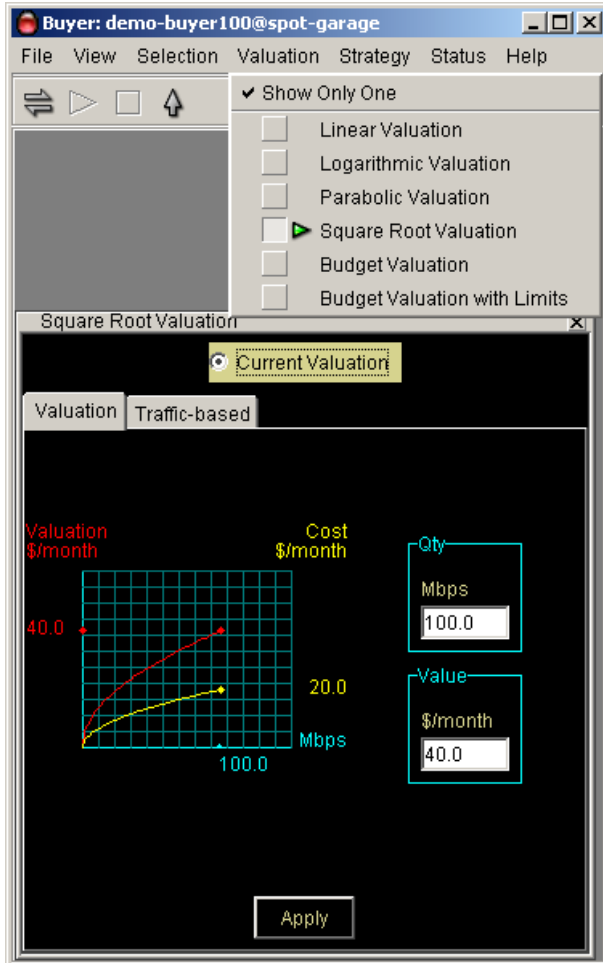 Buyer: demo-buyer100@spot-garage
File View Selection Valuation Strategy Status Help
Show Only One
Linear Valuation
Logarithmic Valuation
Parabolic Valuation
Square Root Valuation
Budget Valuation
Budget Valuation with Limits
Square Root Valuation
Current Valuation
Valuation Traffic-based
Valuation
$/month
Cost
$/month
40.0
20.0
Mbps
100.0
Qty
Mbps
100.0
Value
$/month
40.0
Apply